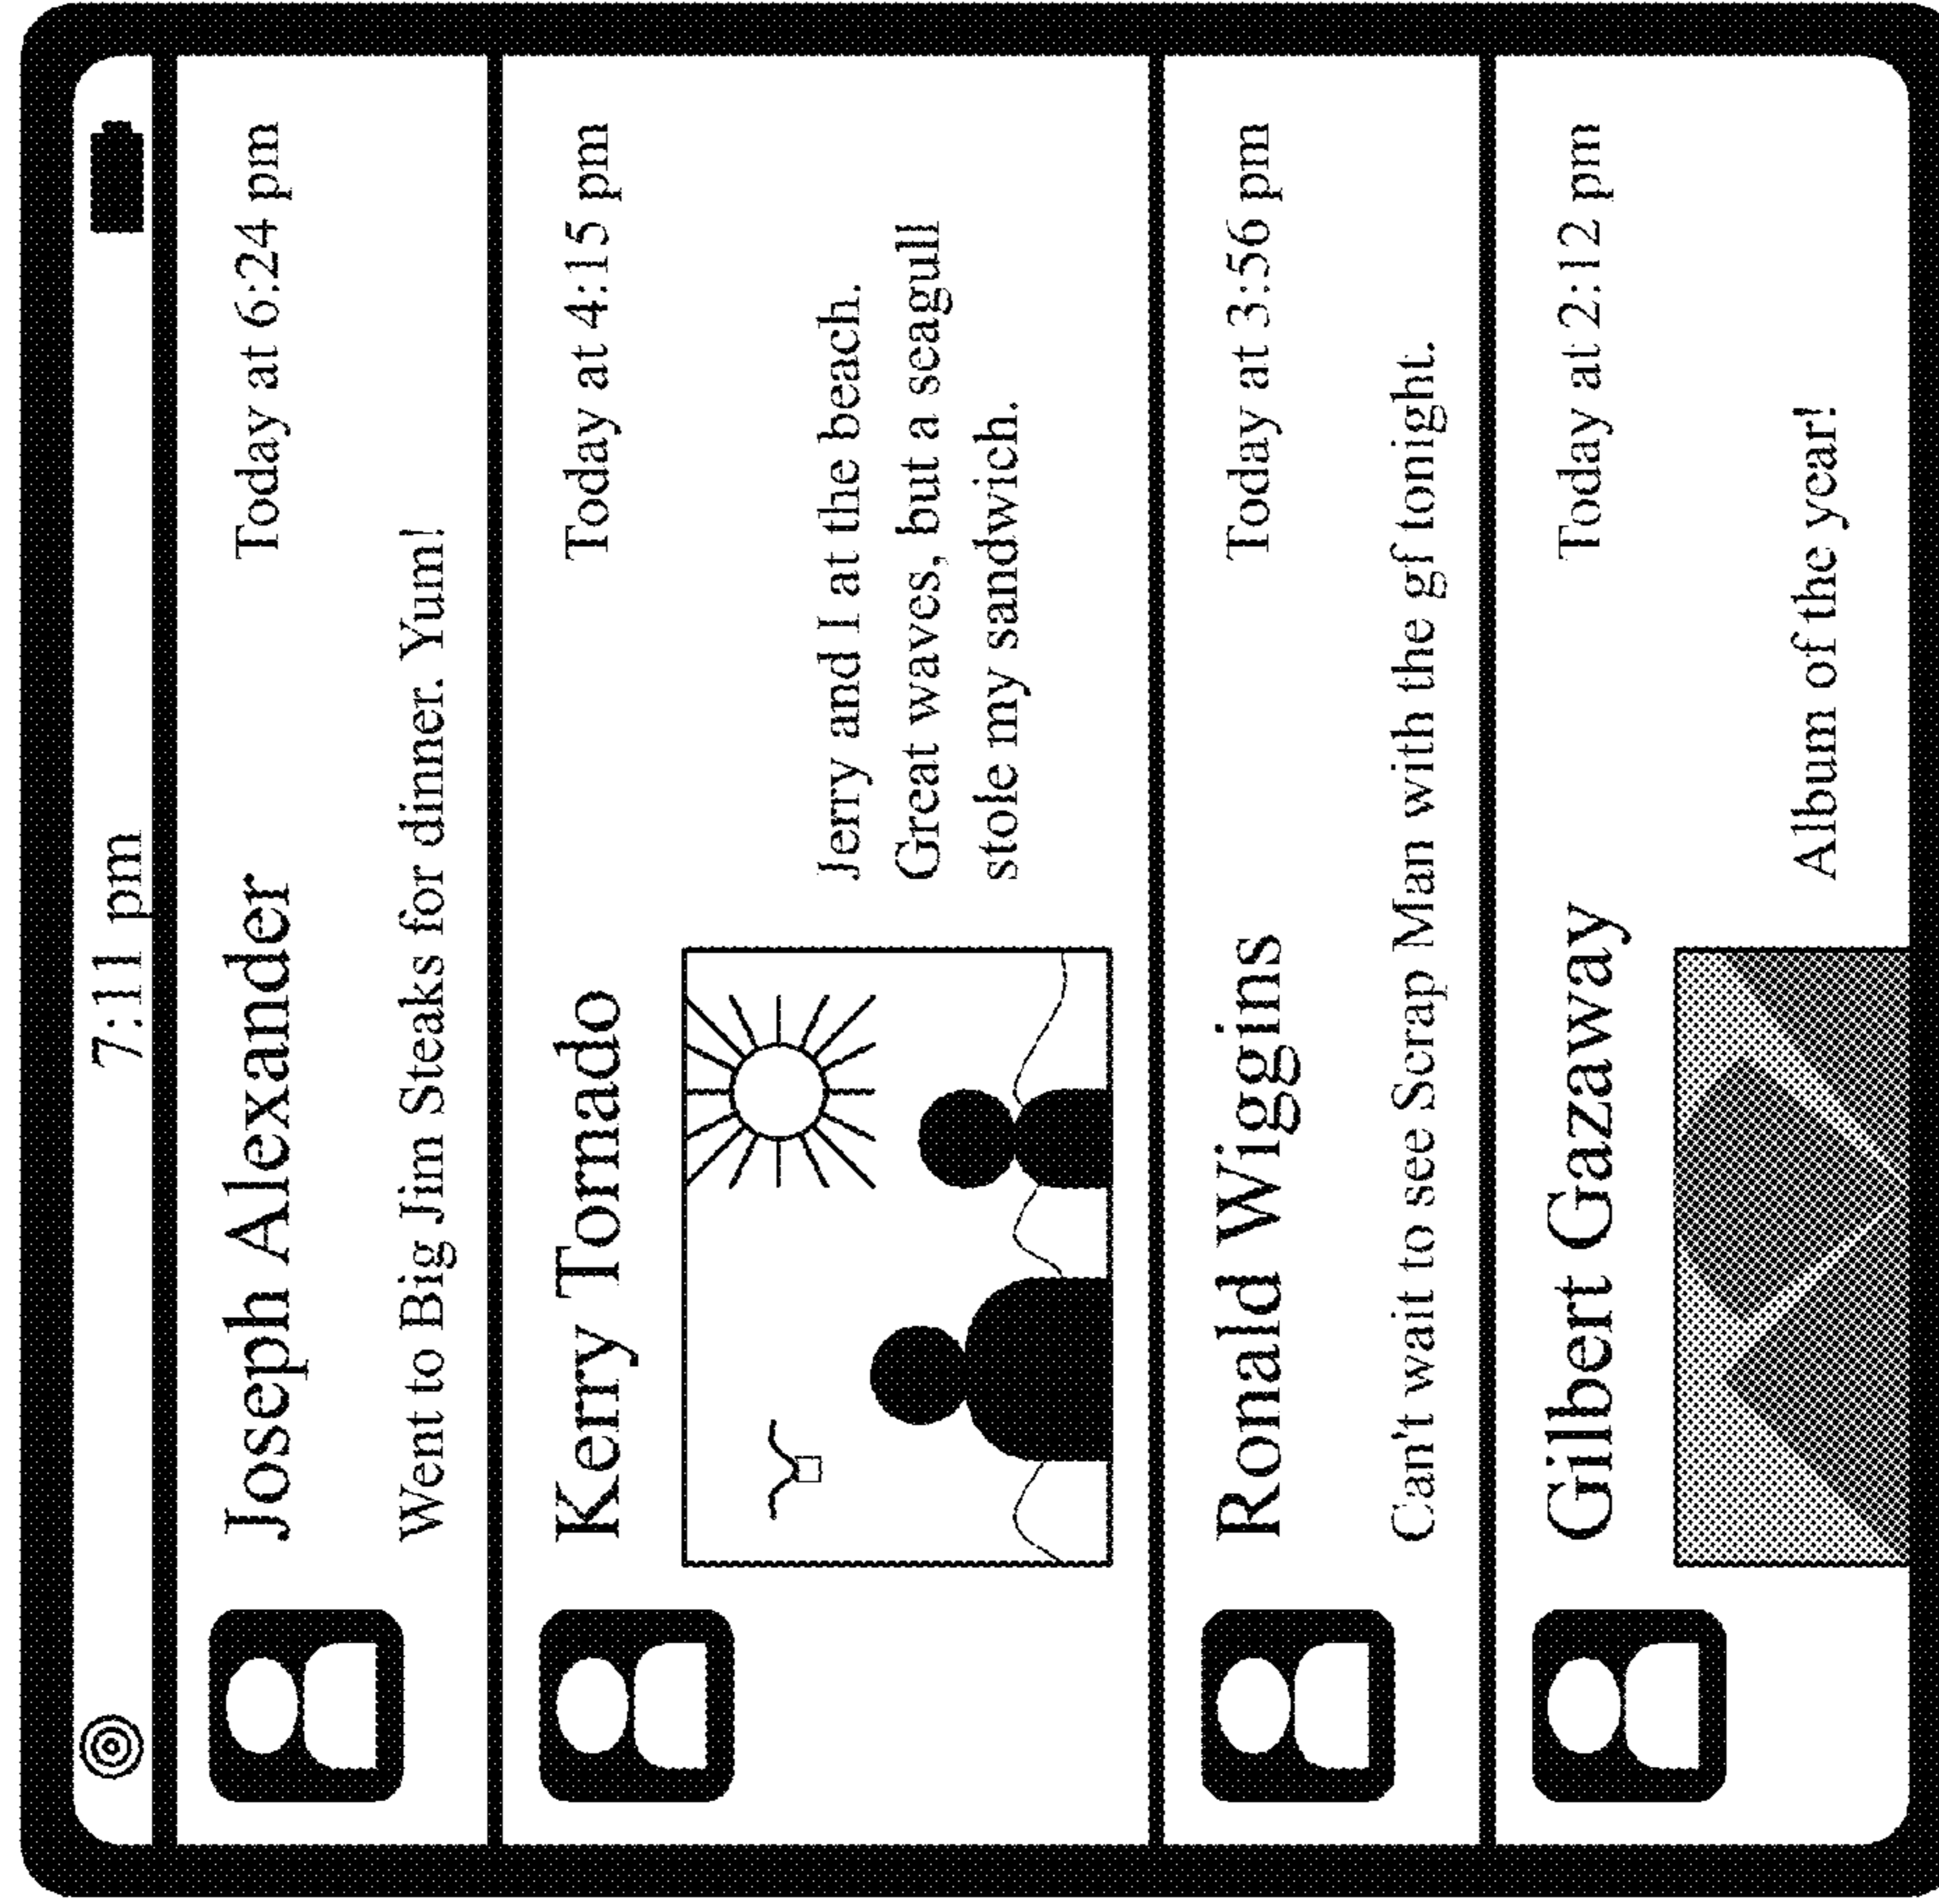 7:11 pm
Joseph Alexander
Today at 6:24 pm
Went to Big Jim Steaks for dinner. Yum!
Kerry Tornado
Today at 4:15 pm
Jerry and I at the beach.
Great waves, but a seagull
stole my sandwich.
Ronald Wiggins
Today at 3:56 pm
Can't wait to see Scrap Man with the gf tonight.
Gilbert Gazaway
Today at 2:12 pm
Album of the year!